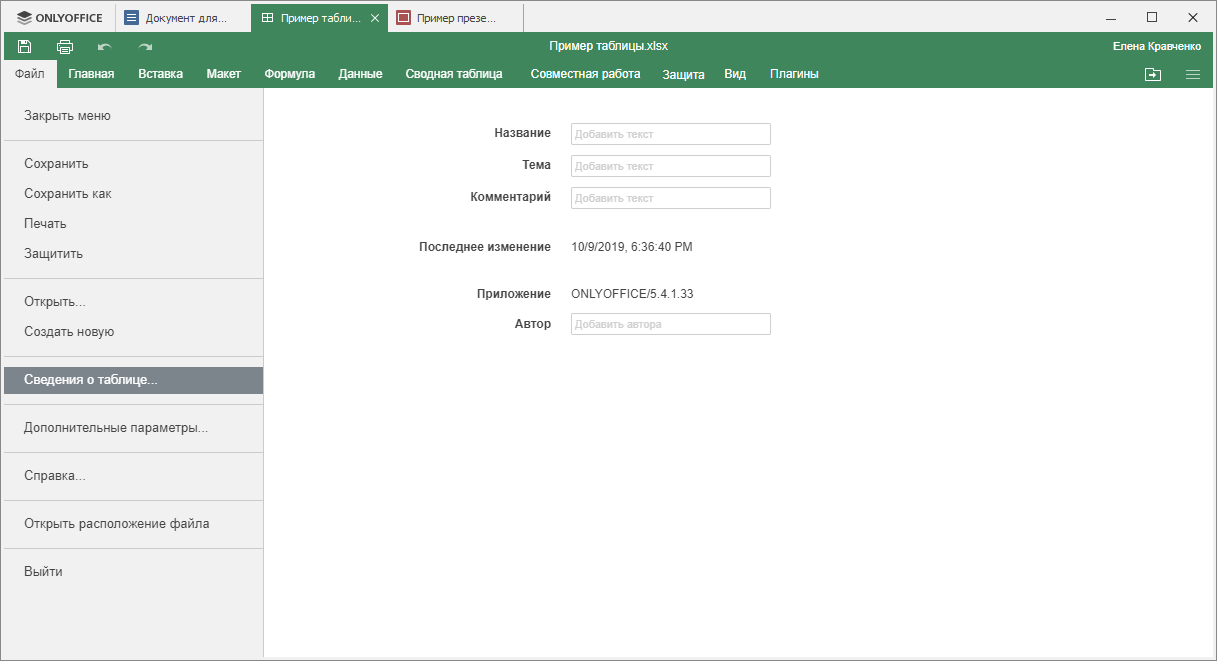 ONLYOFFICE Документ для... Пример табли... Пример презе...
Пример таблицы.xlsx Елена Кравченко
Файл Главная Вставка Макет Формула Данные Сводная таблица Совместная работа Защита Вид Плагины
Закрыть меню
Сохранить
Сохранить как
Печать
Защитить
Открыть...
Создать новую
Сведения о таблице...
Дополнительные параметры...
Справка...
Открыть расположение файла
Выйти
Название Добавить текст
Тема Добавить текст
Комментарий Добавить текст
Последнее изменение 10/9/2019, 6:36:40 PM
Приложение ONLYOFFICE/5.4.1.33
Автор Добавить автора